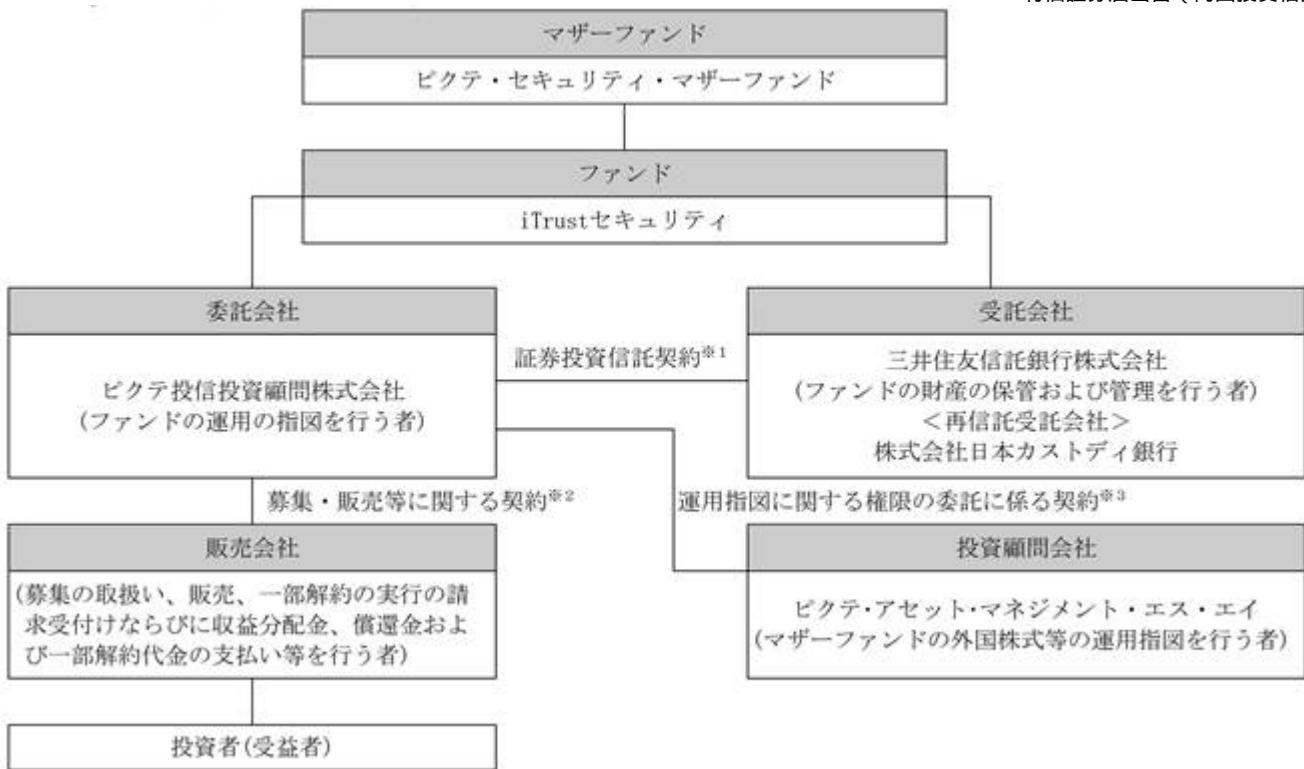 マザーファンド
ピクテ・セキュリティ・マザーファンド
ファンド
iTrustセキュリティ
委託会社
ピクテ投信投資顧問株式会社
(ファンドの運用の指図を行う者)
証券投資信託契約※1
受託会社
三井住友信託銀行株式会社
(ファンドの財産の保管および管理を行う者)
<再信託受託会社>
株式会社日本カストディ銀行
募集・販売等に関する契約※2
運用指図に関する権限の委託に係る契約※3
販売会社
(募集の取扱い、販売、一部解約の実行の請
求受付けならびに収益分配金、償還金およ
び一部解約代金の支払い等を行う者)
投資顧問会社
ピクテ・アセット・マネジメント・エス・エイ
(マザーファンドの外国株式等の運用指図を行う者)
投資者(受益者)